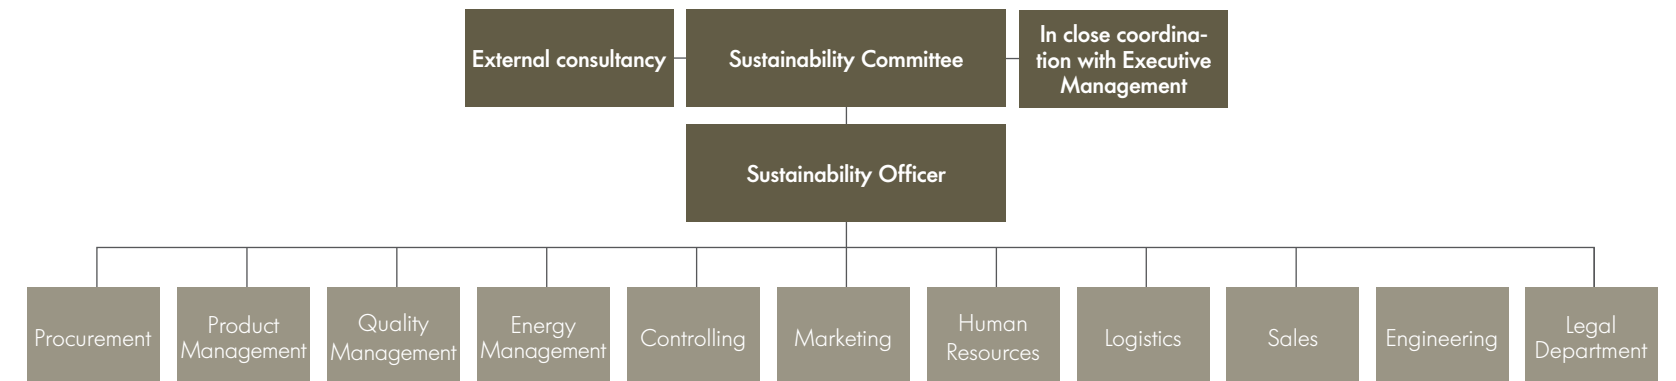 External consultancy
Sustainability Committee
In close coordina-
tion with Executive
Management
Sustainability Officer
Procurement
Product
Management
Quality
Management
Energy
Management
Controlling
Marketing
Human
Resources
Logistics
Sales
Engineering
Legal
Department